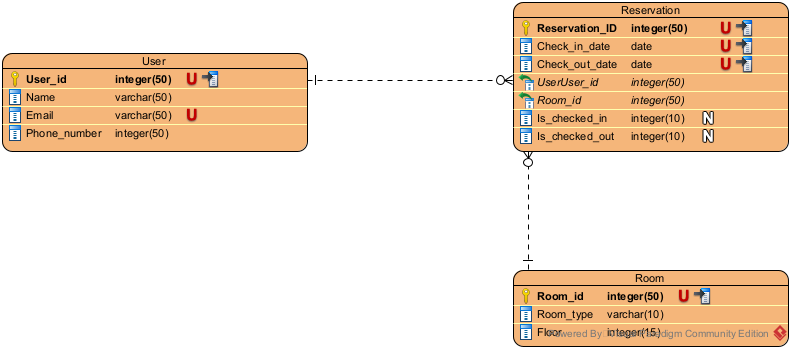 User
User_id integer(50) U
Name varchar(50)
Email varchar(50) U
Phone_number integer(50)
Reservation
Reservation_ID integer(50) U
Check_in_date date U
Check_out_date date U
UserUser_id integer(50)
Room_id integer(50)
Is_checked_in integer(10) N
Is_checked_out integer(10) N
Room
Room_id integer(50) U
Room_type varchar(10)
Floor integer(15)
Powered By: Visual Paradigm Community Edition